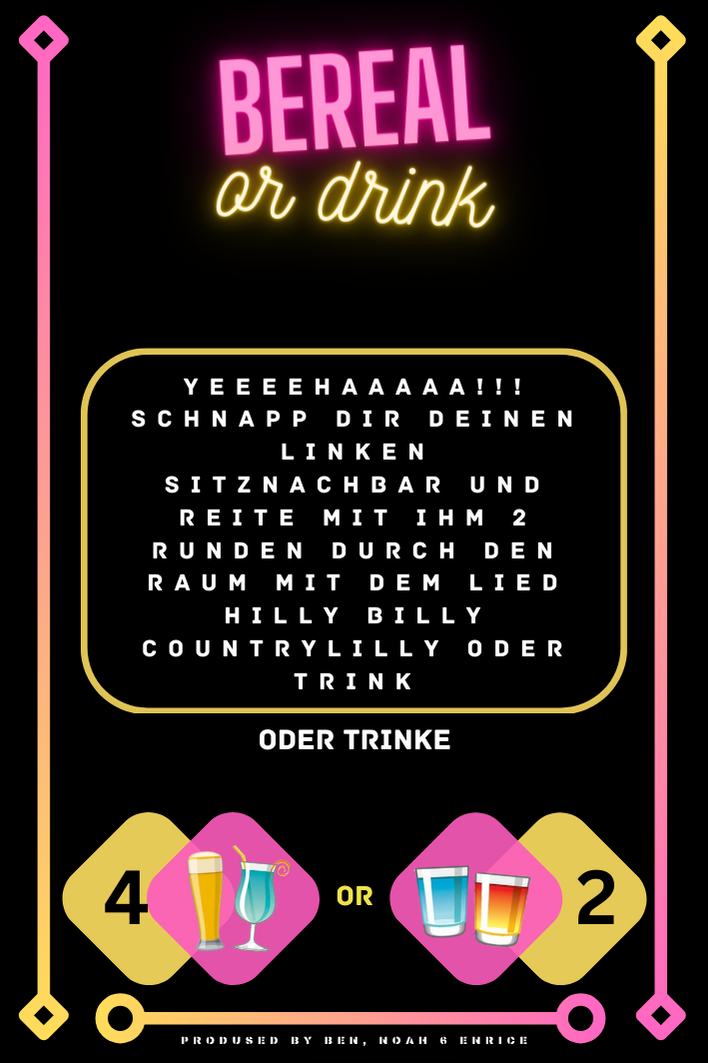 BEREAL
or drink
YEEEEHAAAAA!!!
SCHNAPP DIR DEINEN
LINKEN
SITZNACHBAR UND
REITE MIT IHM 2
RUNDEN DURCH DEN
RAUM MIT DEM LIED
HILLY BILLY
COUNTRYLILLY ODER
TRINK
ODER TRINKE
4 OR 2
PRODUSED BY BEN, NOAH & ENRICE